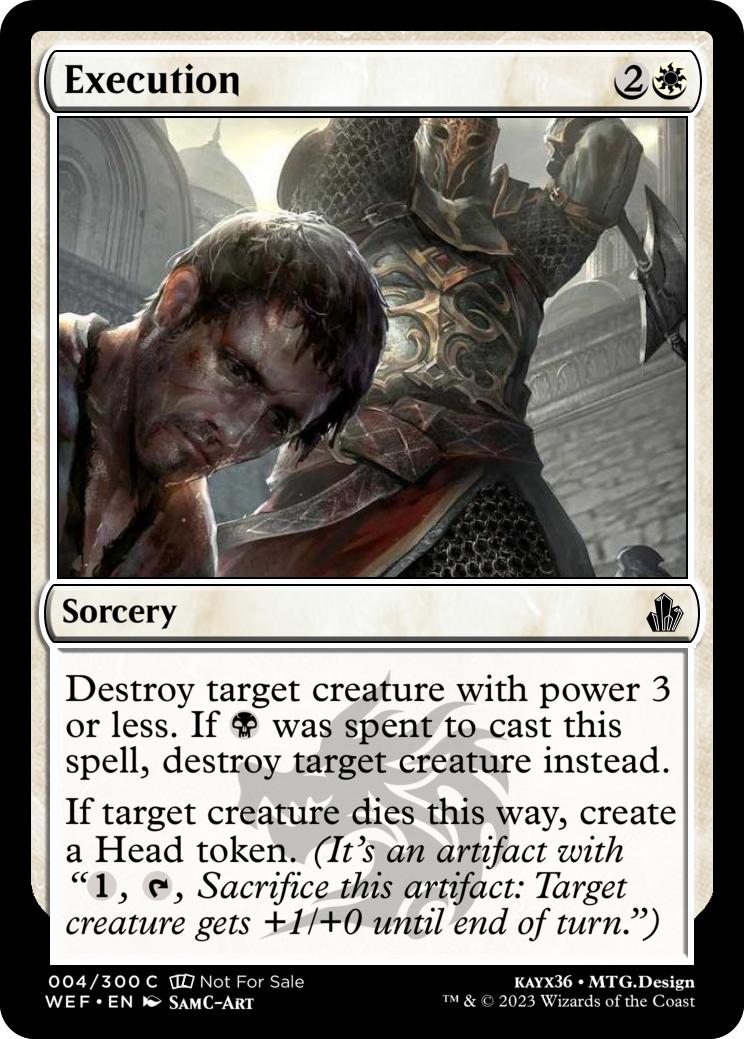 Execution 2
Sorcery
Destroy target creature with power 3
or less. If was spent to cast this
spell, destroy target creature instead.
If target creature dies this way, create
a Head token. (It's an artifact with
“1, , Sacrifice this artifact: Target
creature gets +1/+0 until end of turn.”)
004/300 C Not For Sale
WEF • EN SAMC-ART
KAYX36 • MTG.Design
™ & © 2023 Wizards of the Coast